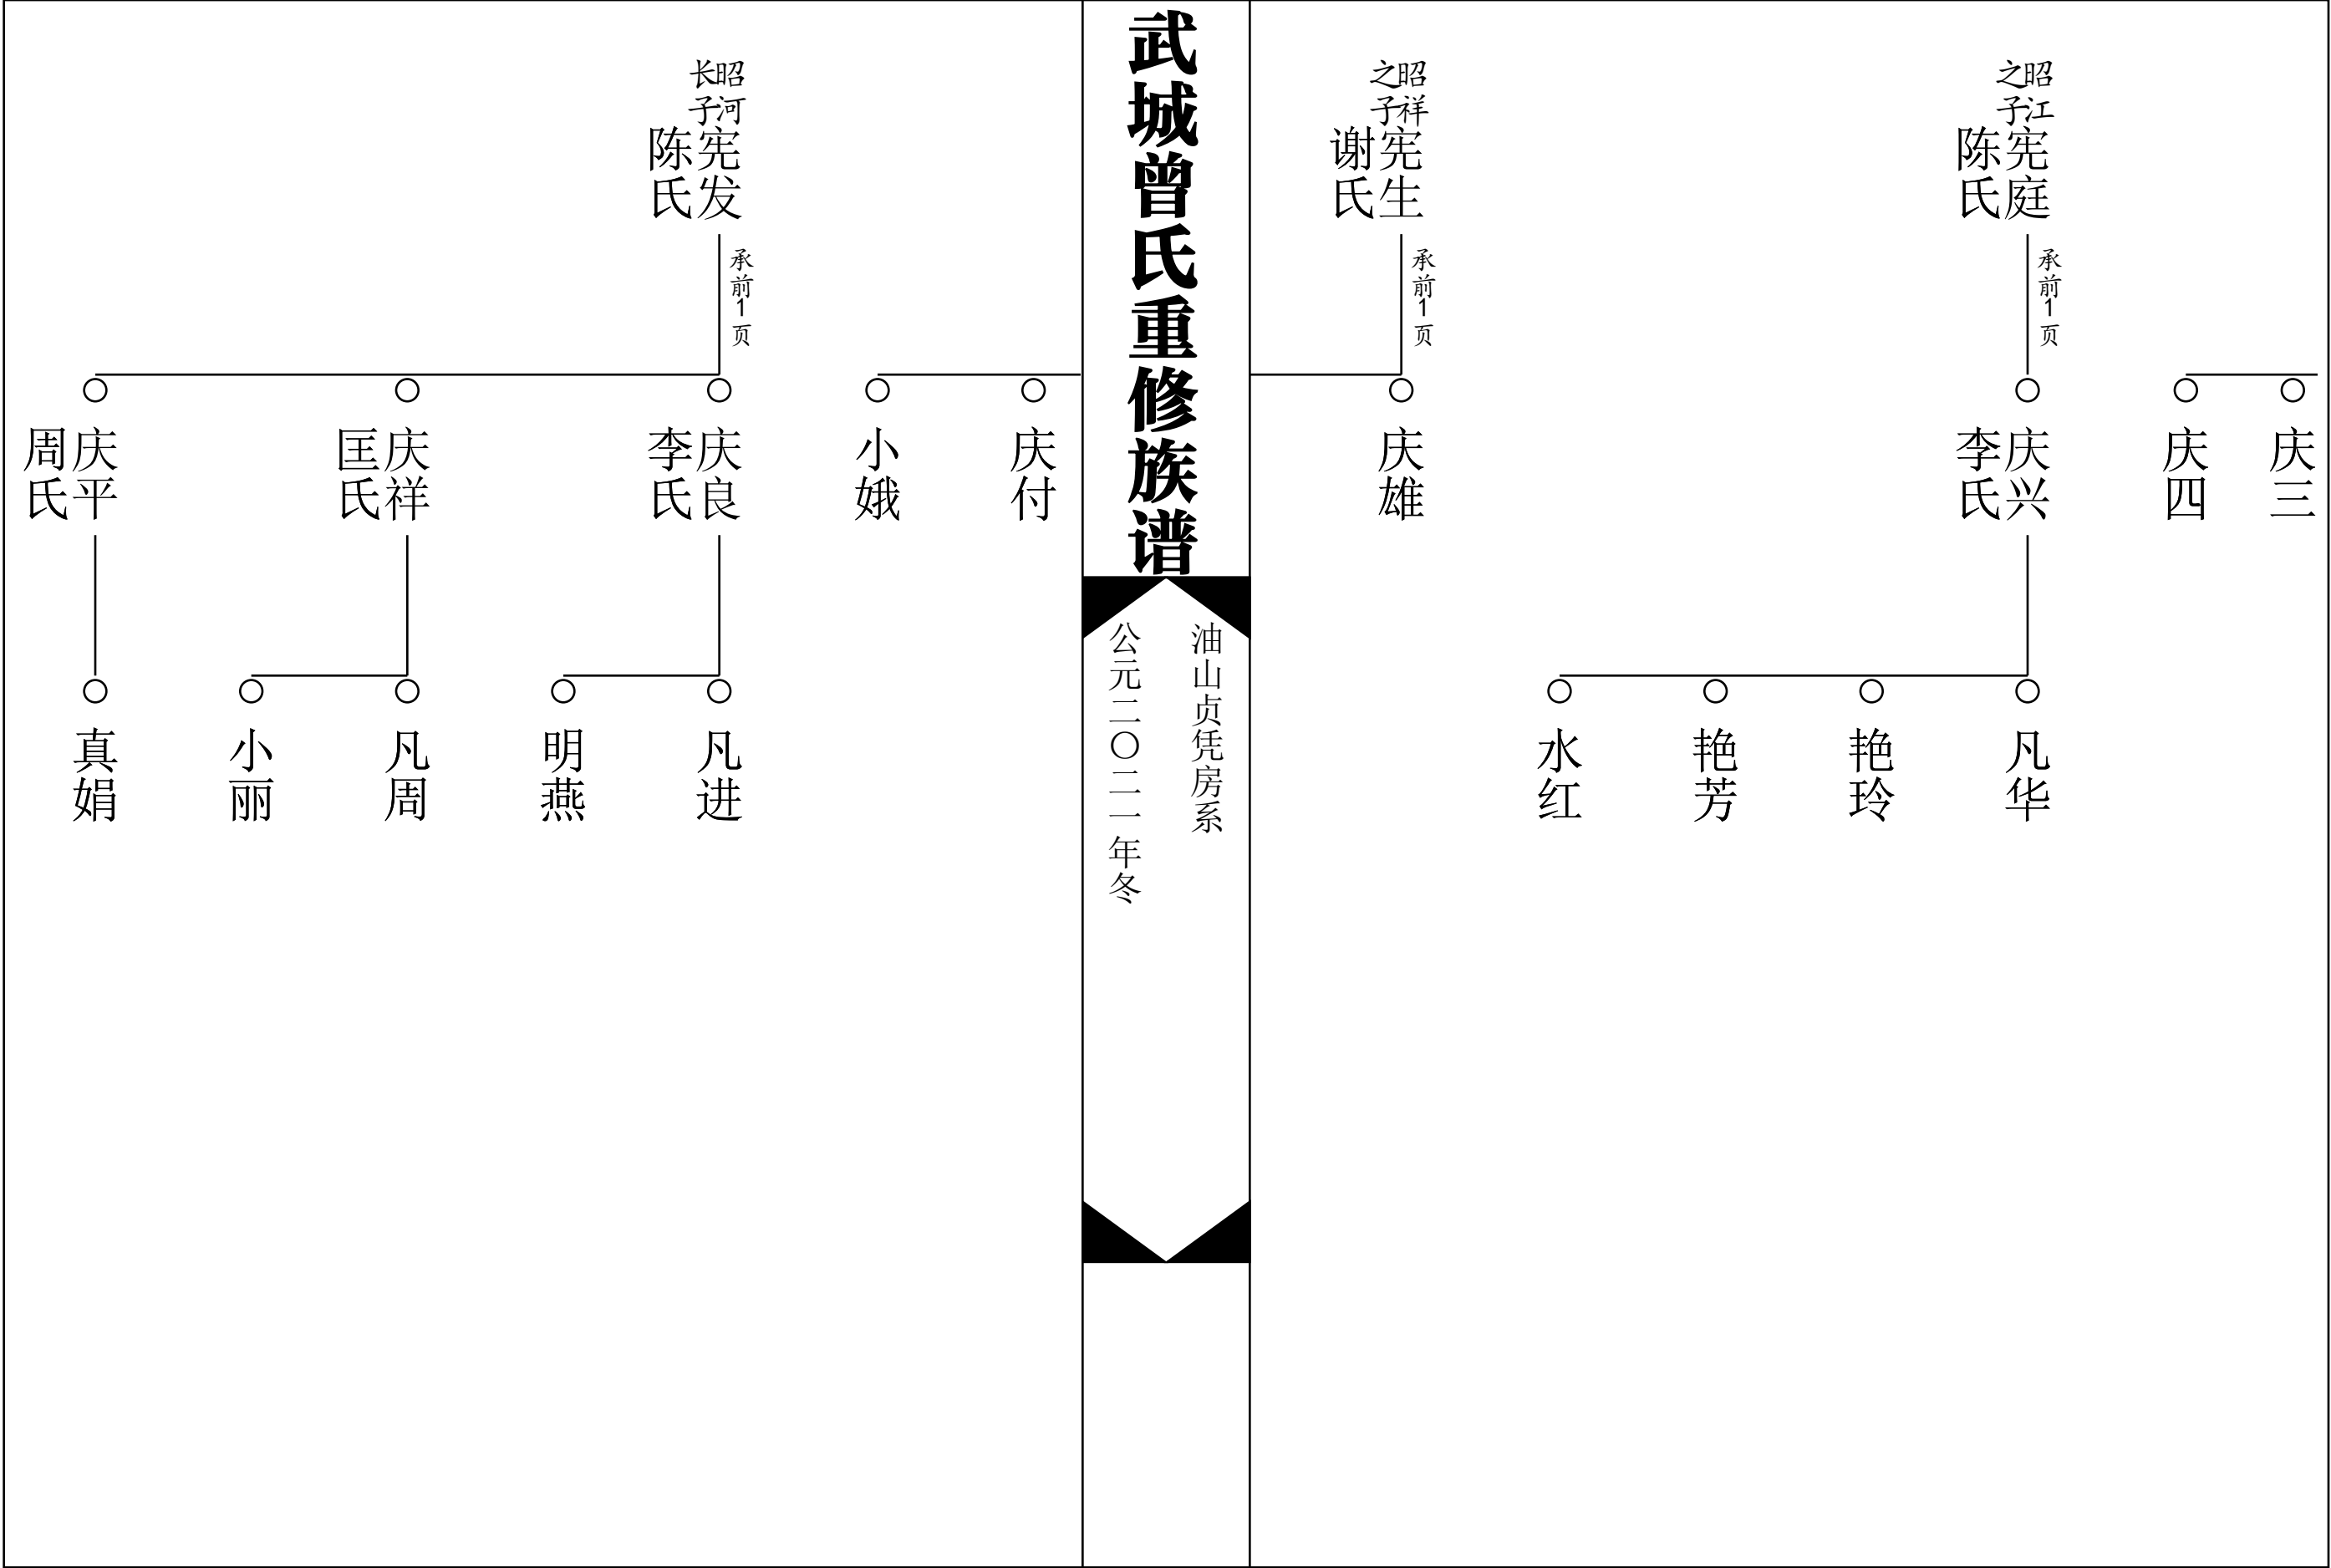 庆三
庆四
昭江
之子
宪庭
陈氏
承前1页
庆兴
李氏
凡华
艳玲
艳芳
水红
昭祥
之子
宪生
谢氏
承前1页
庆雄
武城曾氏重修族谱
油山贞凭房系
公元二〇二一年冬
庆付
小娥
昭河
长子
宪发
陈氏
承前1页
庆良
李氏
凡进
明燕
庆祥
匡氏
凡周
小丽
庆平
周氏
真娟